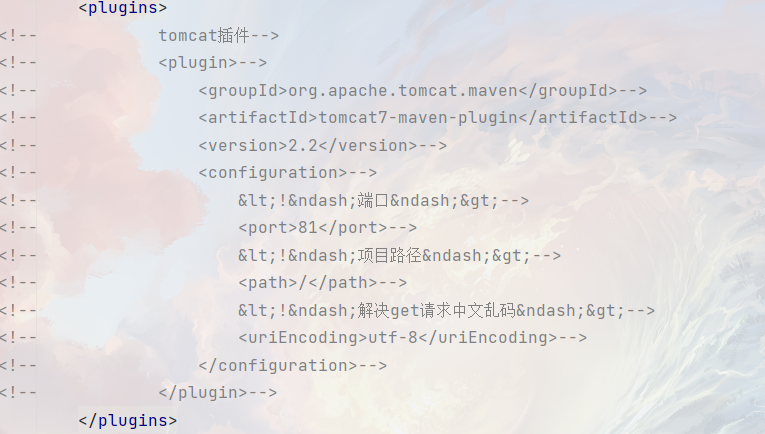 <plugins>
<!--            tomcat插件-->
<!--            <plugin>-->
<!--                <groupId>org.apache.tomcat.maven</groupId>-->
<!--                <artifactId>tomcat7-maven-plugin</artifactId>-->
<!--                <version>2.2</version>-->
<!--                <configuration>-->
<!--                    &lt;!&ndash;端口&ndash;&gt;-->
<!--                    <port>81</port>-->
<!--                    &lt;!&ndash;项目路径&ndash;&gt;-->
<!--                    <path>/</path>-->
<!--                    &lt;!&ndash;解决get请求中文乱码&ndash;&gt;-->
<!--                    <uriEncoding>utf-8</uriEncoding>-->
<!--                </configuration>-->
<!--            </plugin>-->
</plugins>